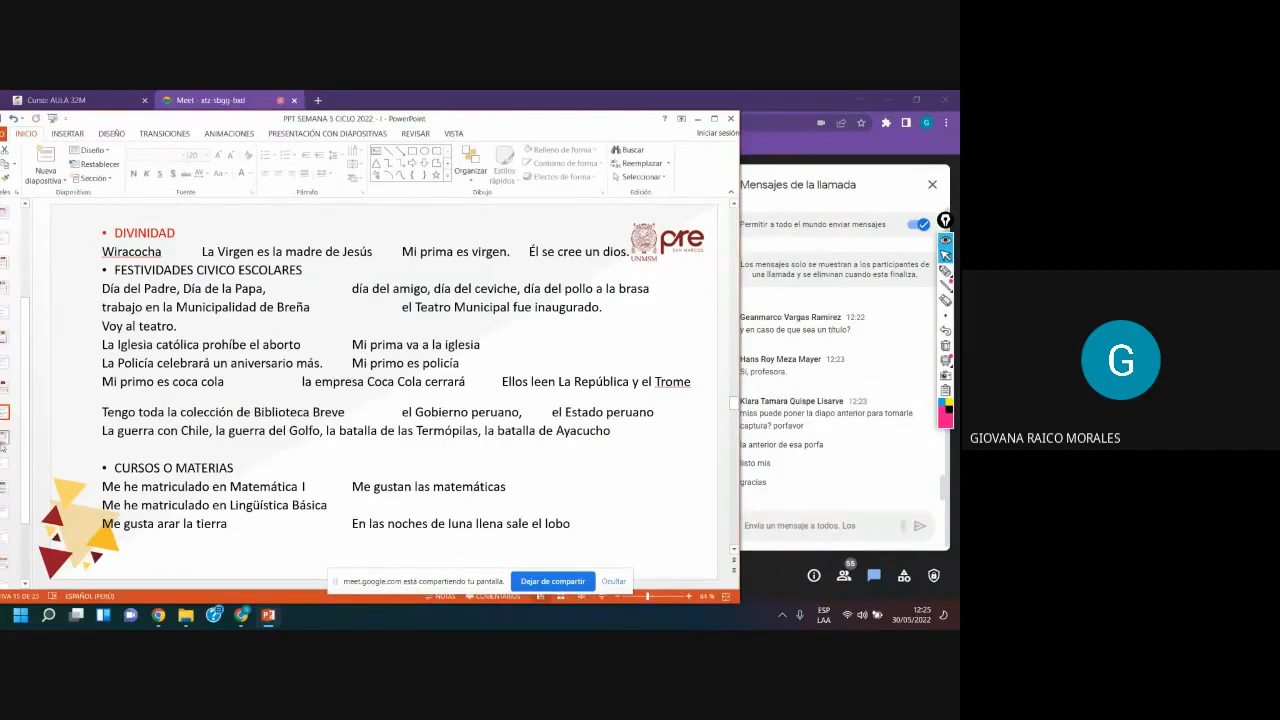 Curso: AULA 32M
Meet - xtz-sbgg-bxd
PPT SEMANA 5 CICLO 2022 - I - PowerPoint
INICIO INSERTAR DISEÑO TRANSICIONES ANIMACIONES PRESENTACIÓN CON DIAPOSITIVAS REVISAR VISTA
Iniciar sesión
Nueva diapositiva
Diseño
Restablecer
Sección
Diapositivas
20
Fuente
Párrafo
Organizar
Estilos rápidos
Relleno de forma
Contorno de forma
Efectos de forma
Dibujo
Buscar
Reemplazar
Seleccionar
Edición
• DIVINIDAD
Wiracocha La Virgen es la madre de Jesús Mi prima es virgen. Él se cree un dios.
UNMSM pre SAN MARCOS
• FESTIVIDADES CIVICO ESCOLARES
Día del Padre, Día de la Papa, día del amigo, día del ceviche, día del pollo a la brasa
trabajo en la Municipalidad de Breña el Teatro Municipal fue inaugurado.
Voy al teatro.
La Iglesia católica prohíbe el aborto Mi prima va a la iglesia
La Policía celebrará un aniversario más. Mi primo es policía
Mi primo es coca cola la empresa Coca Cola cerrará Ellos leen La República y el Trome
Tengo toda la colección de Biblioteca Breve el Gobierno peruano, el Estado peruano
La guerra con Chile, la guerra del Golfo, la batalla de las Termópilas, la batalla de Ayacucho
• CURSOS O MATERIAS
Me he matriculado en Matemática I Me gustan las matemáticas
Me he matriculado en Lingüística Básica
Me gusta arar la tierra En las noches de luna llena sale el lobo
meet.google.com está compartiendo tu pantalla. Dejar de compartir Ocultar
ESPAÑOL (PERÚ)
NOTAS COMENTARIOS
84 %
Mensajes de la llamada
Permitir a todo el mundo enviar mensajes
Los mensajes solo se muestran a los participantes de
una llamada y se eliminan cuando esta finaliza.
Geanmarco Vargas Ramirez 12:22
y en caso de que sea un título?
Hans Roy Meza Mayer 12:23
Sí, profesora.
Klara Tamara Quispe Lisarve 12:23
miss puede poner la diapo anterior para tomarle
captura? porfavor
la anterior de esa porfa
listo mis
gracias
Envía un mensaje a todos. Los
55
ESP
LAA
12:25
30/05/2022
G
GIOVANA RAICO MORALES